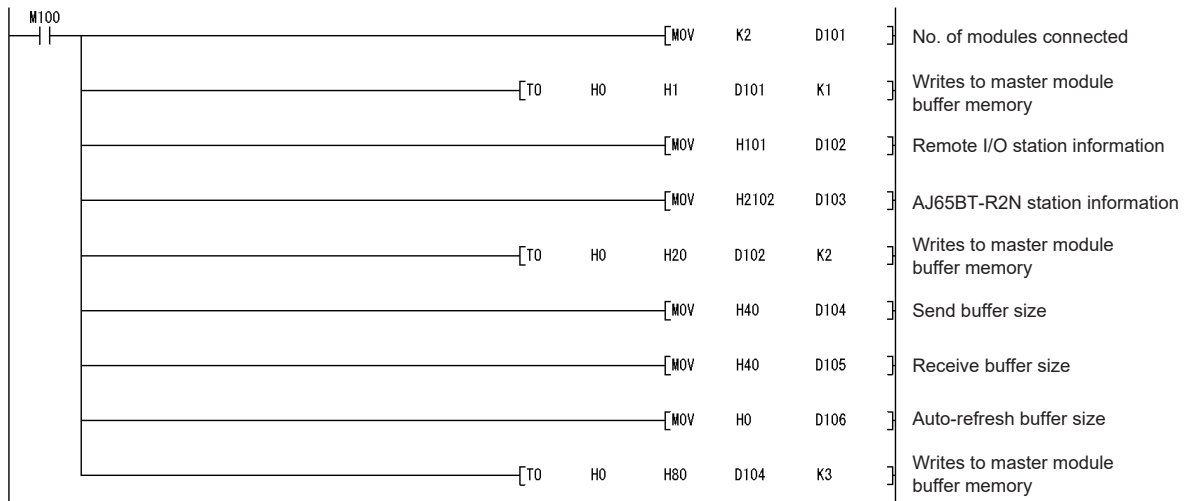 M100
[MOV K2 D101 ] No. of modules connected
[TO H0 H1 D101 K1 ] Writes to master module
buffer memory
[MOV H101 D102 ] Remote I/O station information
[MOV H2102 D103 ] AJ65BT-R2N station information
[TO H0 H20 D102 K2 ] Writes to master module
buffer memory
[MOV H40 D104 ] Send buffer size
[MOV H40 D105 ] Receive buffer size
[MOV H0 D106 ] Auto-refresh buffer size
[TO H0 H80 D104 K3 ] Writes to master module
buffer memory